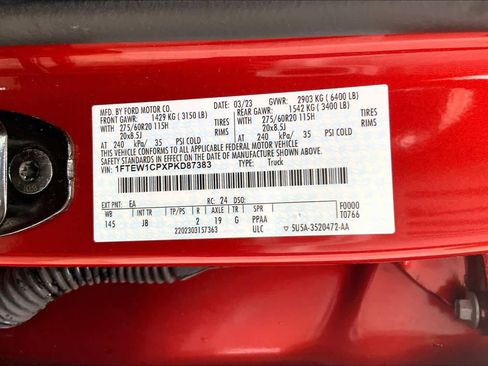 MFD. BY FORD MOTOR CO.
DATE: 03/23 GVWR: 2903 KG ( 6400 LB)
FRONT GAWR: 1429 KG ( 3150 LB) REAR GAWR: 1542 KG ( 3400 LB)
WITH 275/60R20 115H TIRES WITH 275/60R20 115H TIRES
20x8.5J RIMS 20x8.5J RIMS
AT 240 kPa/ 35 PSI COLD AT 240 kPa/ 35 PSI COLD
THIS VEHICLE CONFORMS TO ALL APPLICABLE FEDERAL MOTOR VEHICLE
SAFETY STANDARDS IN EFFECT ON THE DATE OF MANUFACTURE SHOWN ABOVE.
VIN: 1FTEW1CPXPKD87383 TYPE: Truck
EXT PNT: EA RC: 24 DSO: F0000
WB TP/PS R AXLE TR SPR T0766
145 J8 2 19 G PPAA
2202303157363 ULC ▽ SU5A-3520472-AA